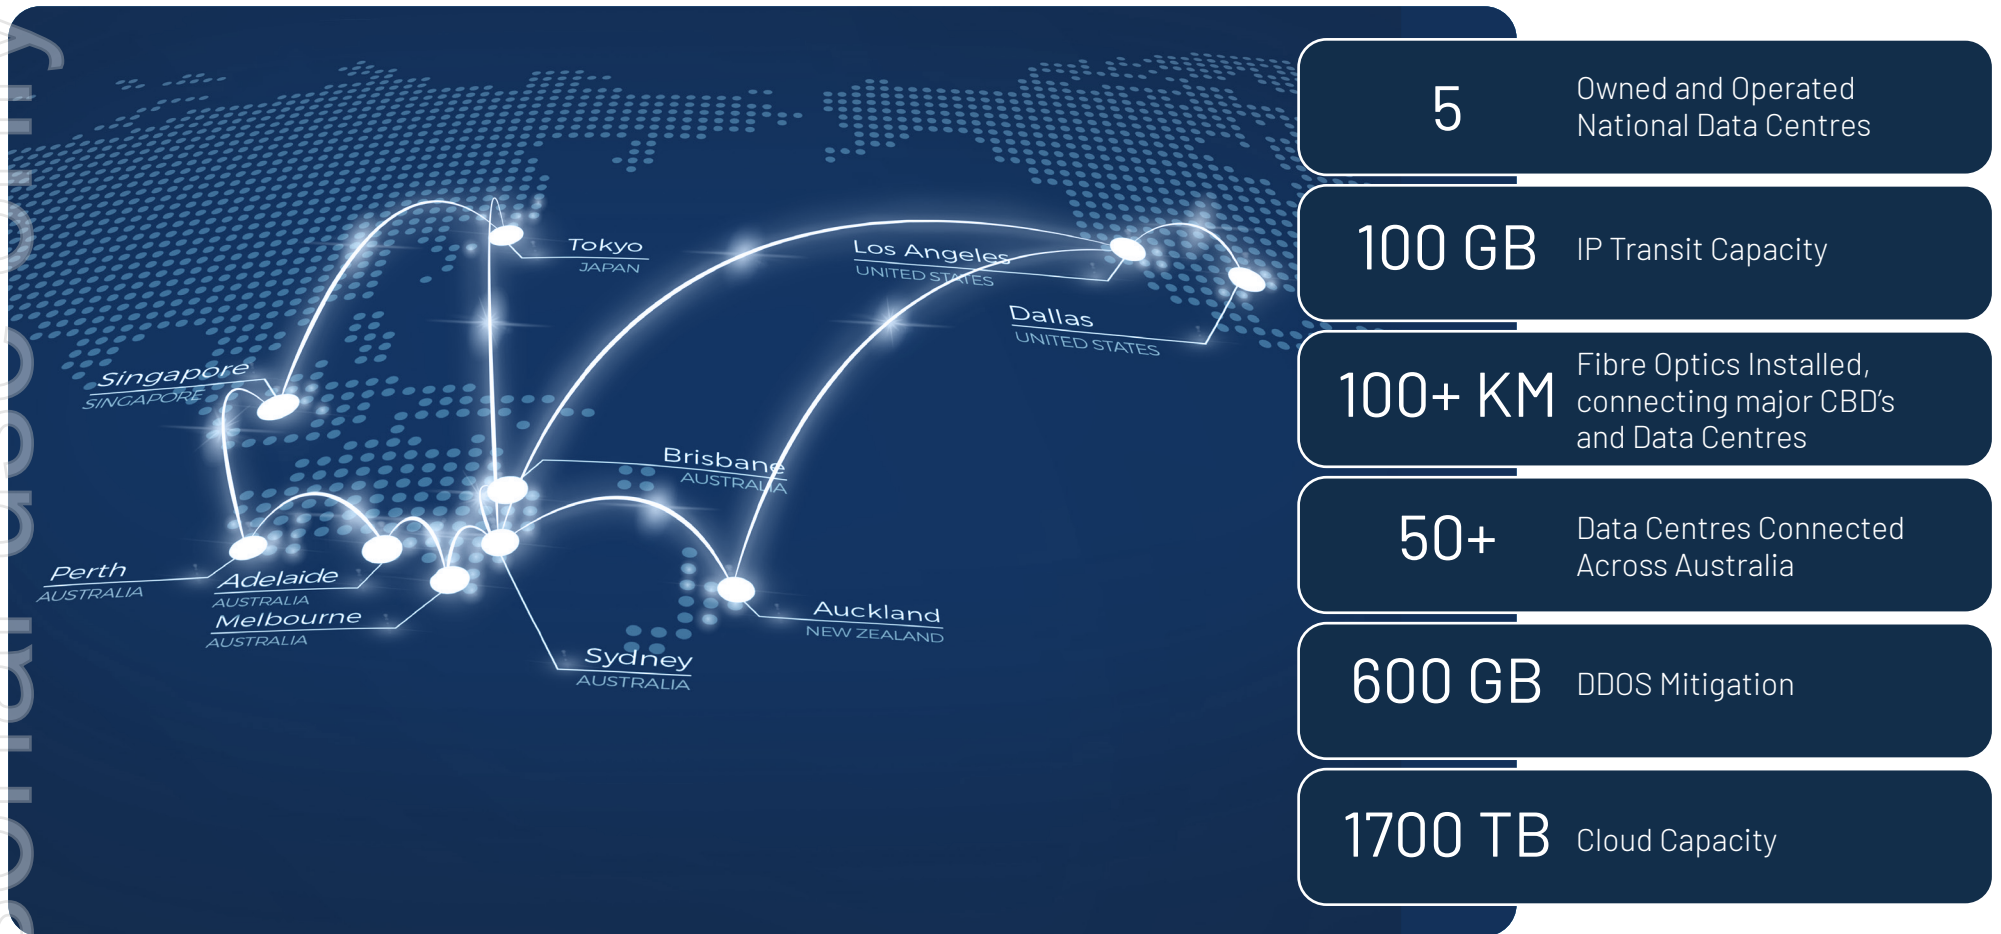 Tokyo
JAPAN
Los Angeles
UNITED STATES
Dallas
UNITED STATES
Singapore
SINGAPORE
Brisbane
AUSTRALIA
Perth
AUSTRALIA
Adelaide
AUSTRALIA
Melbourne
AUSTRALIA
Auckland
NEW ZEALAND
Sydney
AUSTRALIA
5
Owned and Operated
National Data Centres
100 GB
IP Transit Capacity
100+ KM
Fibre Optics Installed,
connecting major CBD’s
and Data Centres
50+
Data Centres Connected
Across Australia
600 GB
DDOS Mitigation
1700 TB
Cloud Capacity